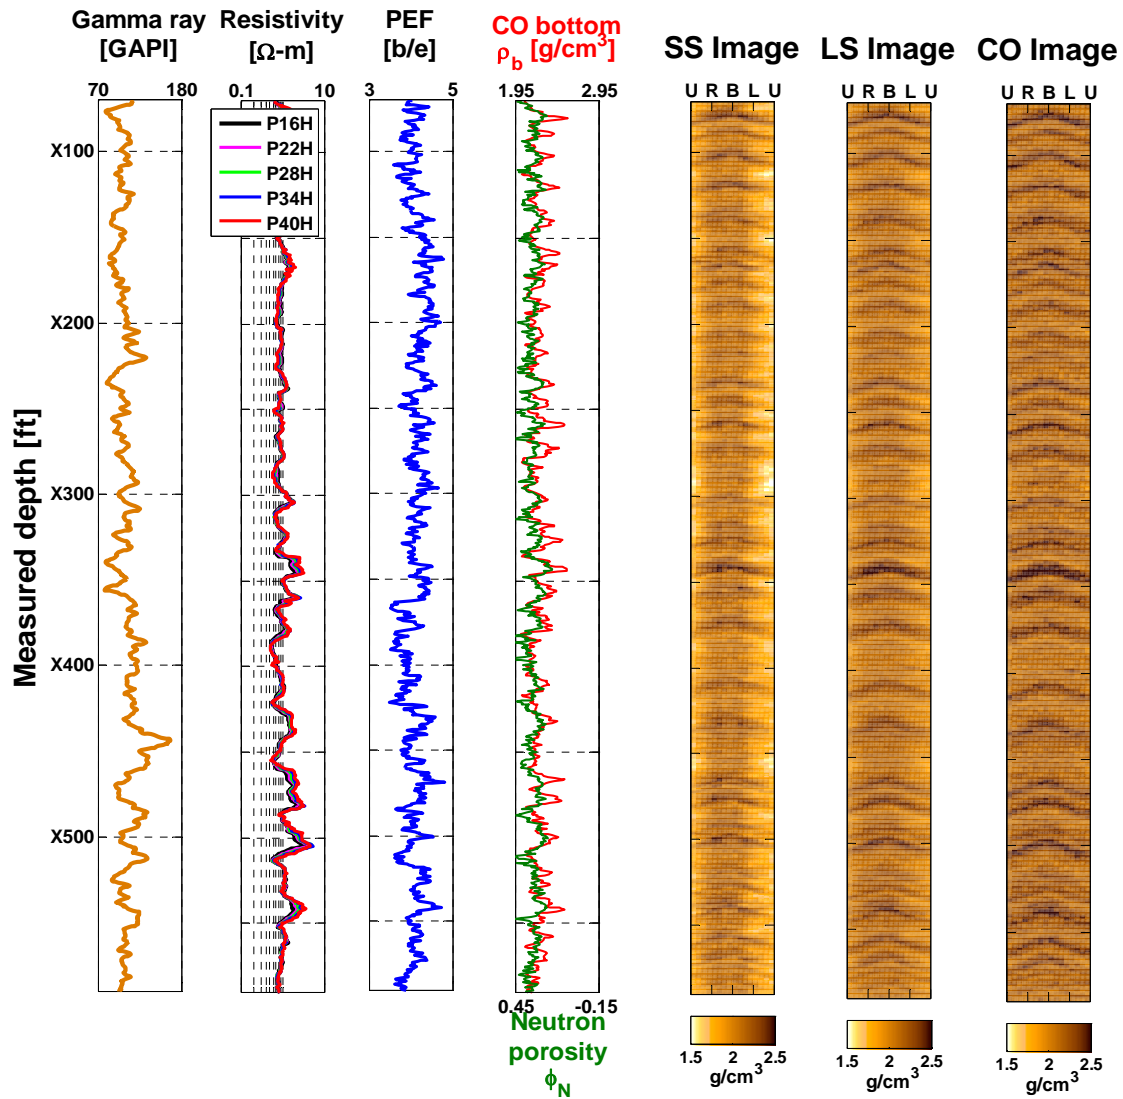 Gamma ray
[GAPI]
Resistivity
[Ω-m]
PEF
[b/e]
CO bottom
ρb [g/cm3]
SS Image
LS Image
CO Image
70 180
0.1 10
3 5
1.95 2.95
U R B L U
U R B L U
U R B L U
P16H
P22H
P28H
P34H
P40H
Measured depth [ft]
X100
X200
X300
X400
X500
0.45 -0.15
Neutron
porosity
ϕN
1.5 2 2.5
g/cm3
1.5 2 2.5
g/cm3
1.5 2 2.5
g/cm3